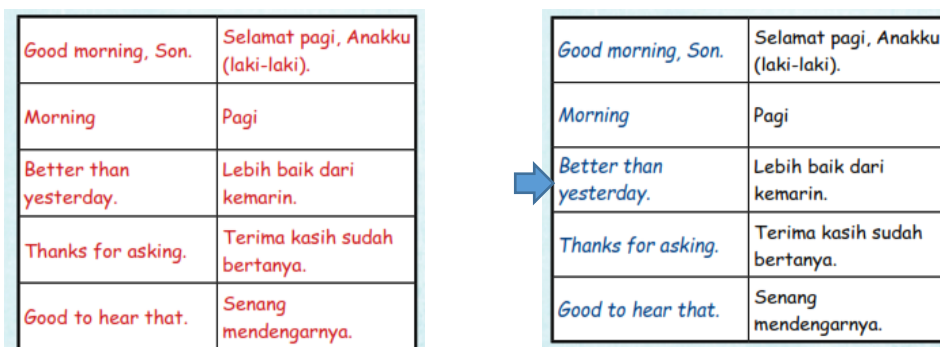 Good morning, Son.
Selamat pagi, Anakku
(laki-laki).
Morning
Pagi
Better than
yesterday.
Lebih baik dari
kemarin.
Thanks for asking.
Terima kasih sudah
bertanya.
Good to hear that.
Senang
mendengarnya.
Good morning, Son.
Selamat pagi, Anakku
(laki-laki).
Morning
Pagi
Better than
yesterday.
Lebih baik dari
kemarin.
Thanks for asking.
Terima kasih sudah
bertanya.
Good to hear that.
Senang
mendengarnya.